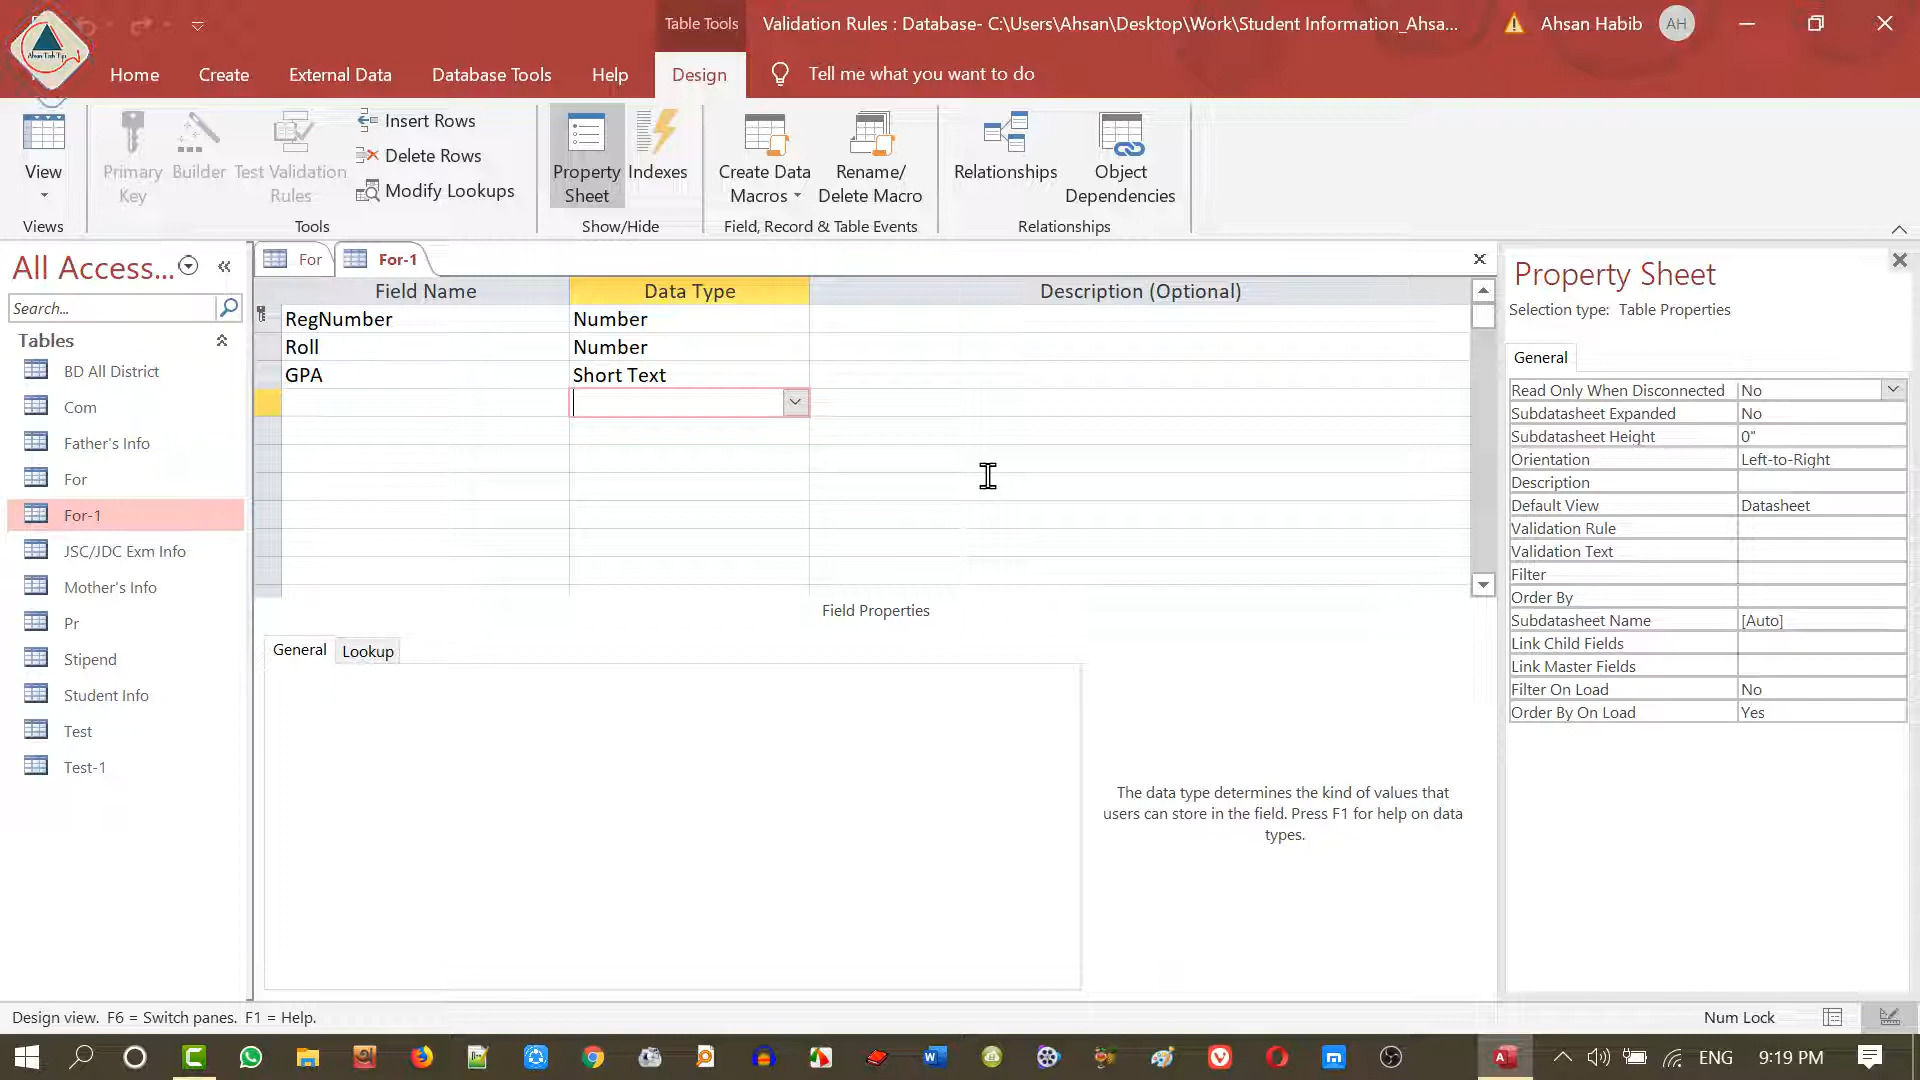 Table Tools
Validation Rules : Database- C:\Users\Ahsan\Desktop\Work\Student Information_Ahsa...
Ahsan Habib
AH
Ahsan Tech Tips
Home
Create
External Data
Database Tools
Help
Design
Tell me what you want to do
View
Primary
Key
Builder
Test Validation
Rules
Insert Rows
Delete Rows
Modify Lookups
Property
Sheet
Indexes
Create Data
Macros
Rename/
Delete Macro
Relationships
Object
Dependencies
Views
Tools
Show/Hide
Field, Record & Table Events
Relationships
All Access...
Search...
Tables
BD All District
Com
Father's Info
For
For-1
JSC/JDC Exm Info
Mother's Info
Pr
Stipend
Student Info
Test
Test-1
For
For-1
Field Name
Data Type
Description (Optional)
RegNumber
Number
Roll
Number
GPA
Short Text
Field Properties
General
Lookup
The data type determines the kind of values that
users can store in the field. Press F1 for help on data
types.
Property Sheet
Selection type: Table Properties
General
Read Only When Disconnected No
Subdatasheet Expanded No
Subdatasheet Height 0"
Orientation Left-to-Right
Description
Default View Datasheet
Validation Rule
Validation Text
Filter
Order By
Subdatasheet Name [Auto]
Link Child Fields
Link Master Fields
Filter On Load No
Order By On Load Yes
Design view. F6 = Switch panes. F1 = Help.
Num Lock
ENG
9:19 PM